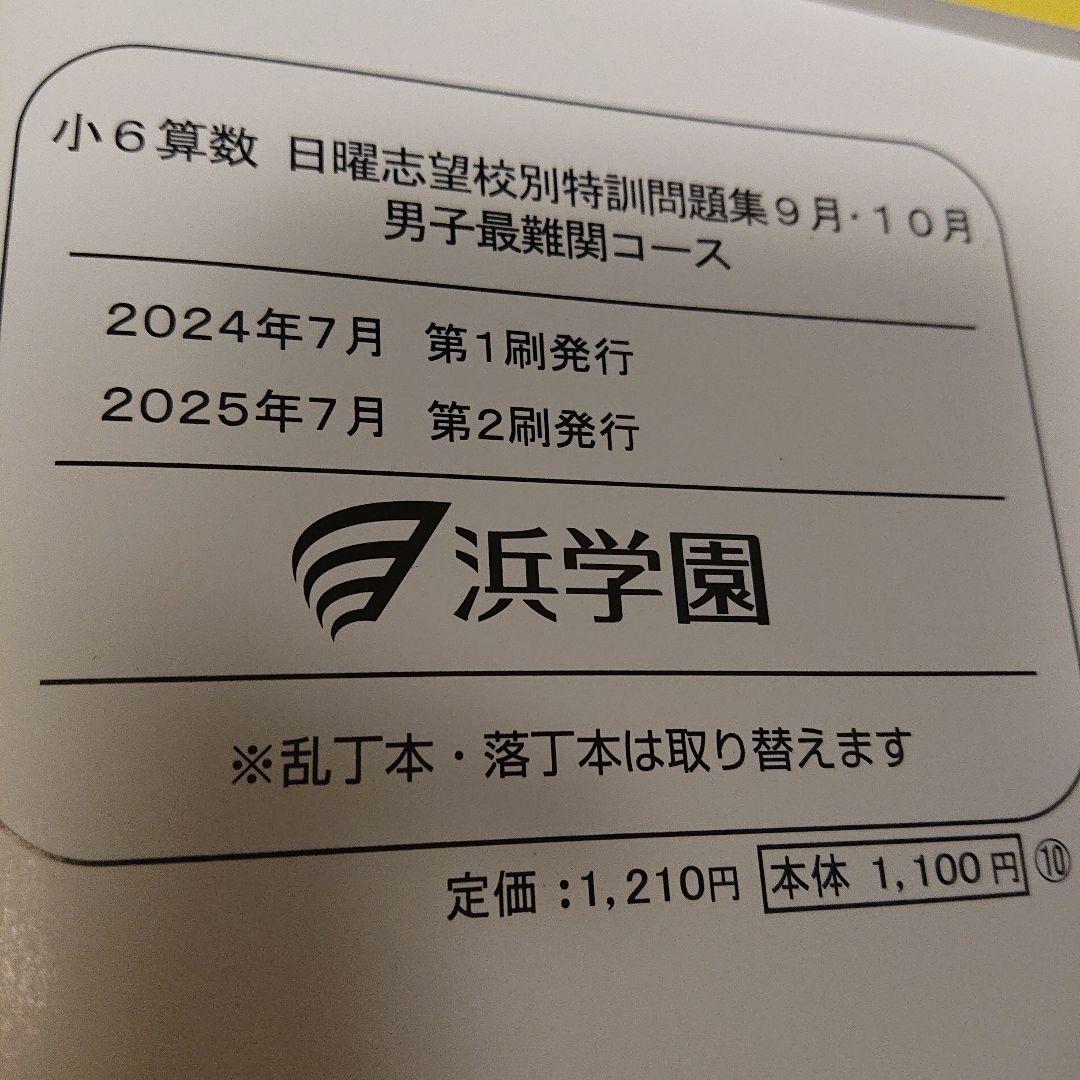 小6算数 日曜志望校別特訓問題集9月・10月
男子最難関コース
2024年7月 第1刷発行
2025年7月 第2刷発行
浜学園
※乱丁本・落丁本は取り替えます
定価:1,210円 本体 1,100円 ⑩